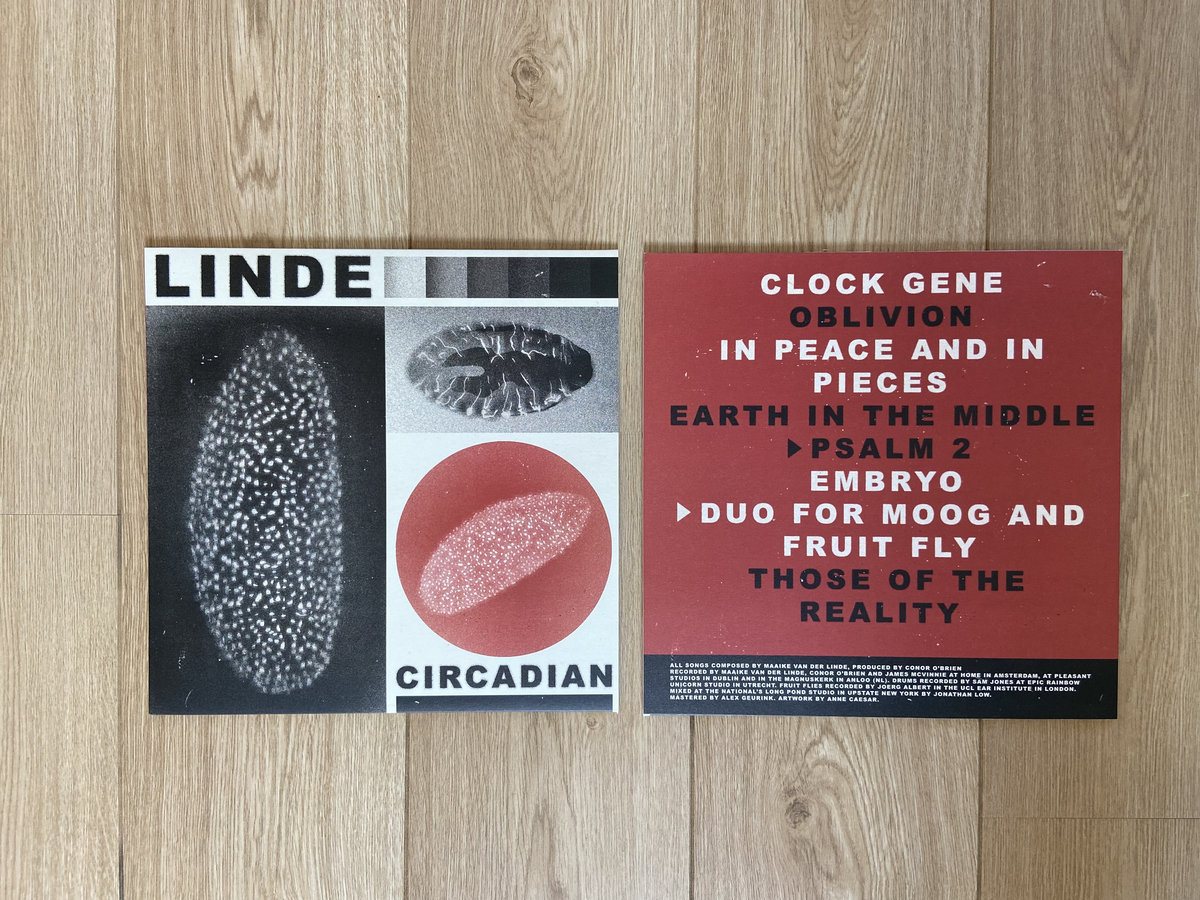 LINDE
CIRCADIAN
CLOCK GENE
OBLIVION
IN PEACE AND IN
PIECES
EARTH IN THE MIDDLE
▶PSALM 2
EMBRYO
▶DUO FOR MOOG AND
FRUIT FLY
THOSE OF THE
REALITY
ALL SONGS COMPOSED BY MAAIKE VAN DER LINDE, PRODUCED BY CONOR O'BRIEN
RECORDED BY MAAIKE VAN DER LINDE, CONOR O'BRIEN AND JAMES MCVINNIE AT HOME IN AMSTERDAM, AT PLEASANT
STUDIOS IN DUBLIN AND IN THE MAGNUSKERK IN ANLOO (NL). DRUMS RECORDED BY SAM JONES AT EPIC RAINBOW
UNICORN STUDIO IN UTRECHT. FRUIT FLIES RECORDED BY JOERG ALBERT IN THE UCL EAR INSTITUTE IN LONDON.
MIXED AT THE NATIONAL'S LONG POND STUDIO IN UPSTATE NEW YORK BY JONATHAN LOW.
MASTERED BY ALEX GEURINK. ARTWORK BY ANNE CAESAR.